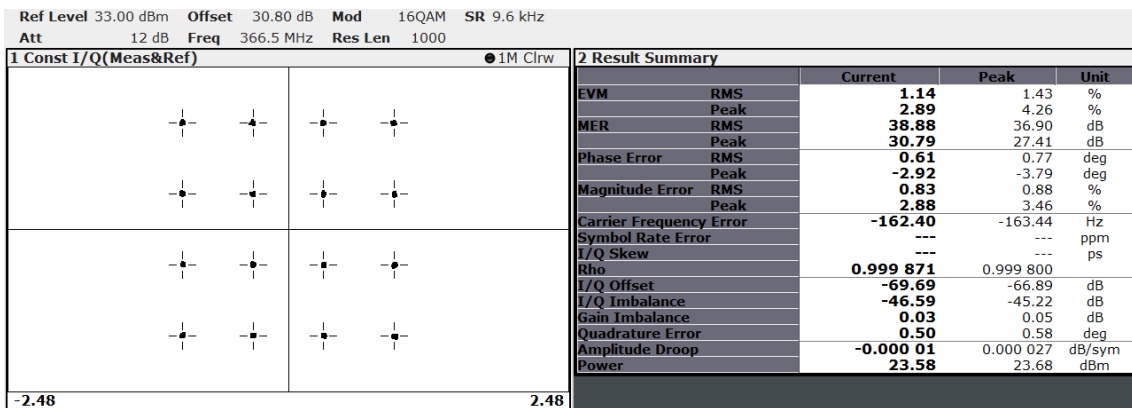 Ref Level 33.00 dBm Offset 30.80 dB Mod 16QAM SR 9.6 kHz
Att 12 dB Freq 366.5 MHz Res Len 1000
1 Const I/Q(Meas&Ref) 1M Clrw
-2.48 2.48
2 Result Summary
Current Peak Unit
EVM RMS 1.14 1.43 %
Peak 2.89 4.26 %
MER RMS 38.88 36.90 dB
Peak 30.79 27.41 dB
Phase Error RMS 0.61 0.77 deg
Peak -2.92 -3.79 deg
Magnitude Error RMS 0.83 0.88 %
Peak 2.88 3.46 %
Carrier Frequency Error -162.40 -163.44 Hz
Symbol Rate Error --- --- ppm
I/Q Skew --- --- ps
Rho 0.999 871 0.999 800
I/Q Offset -69.69 -66.89 dB
I/Q Imbalance -46.59 -45.22 dB
Gain Imbalance 0.03 0.05 dB
Quadrature Error 0.50 0.58 deg
Amplitude Droop -0.000 01 0.000 027 dB/sym
Power 23.58 23.68 dBm